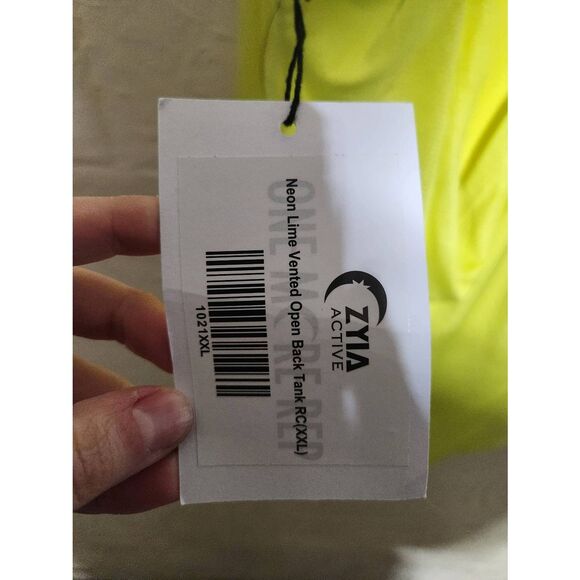 ZYIA
ACTIVE
ONE MORE REP
Neon Lime Vented Open Back Tank RC(XXL)
1021XXL